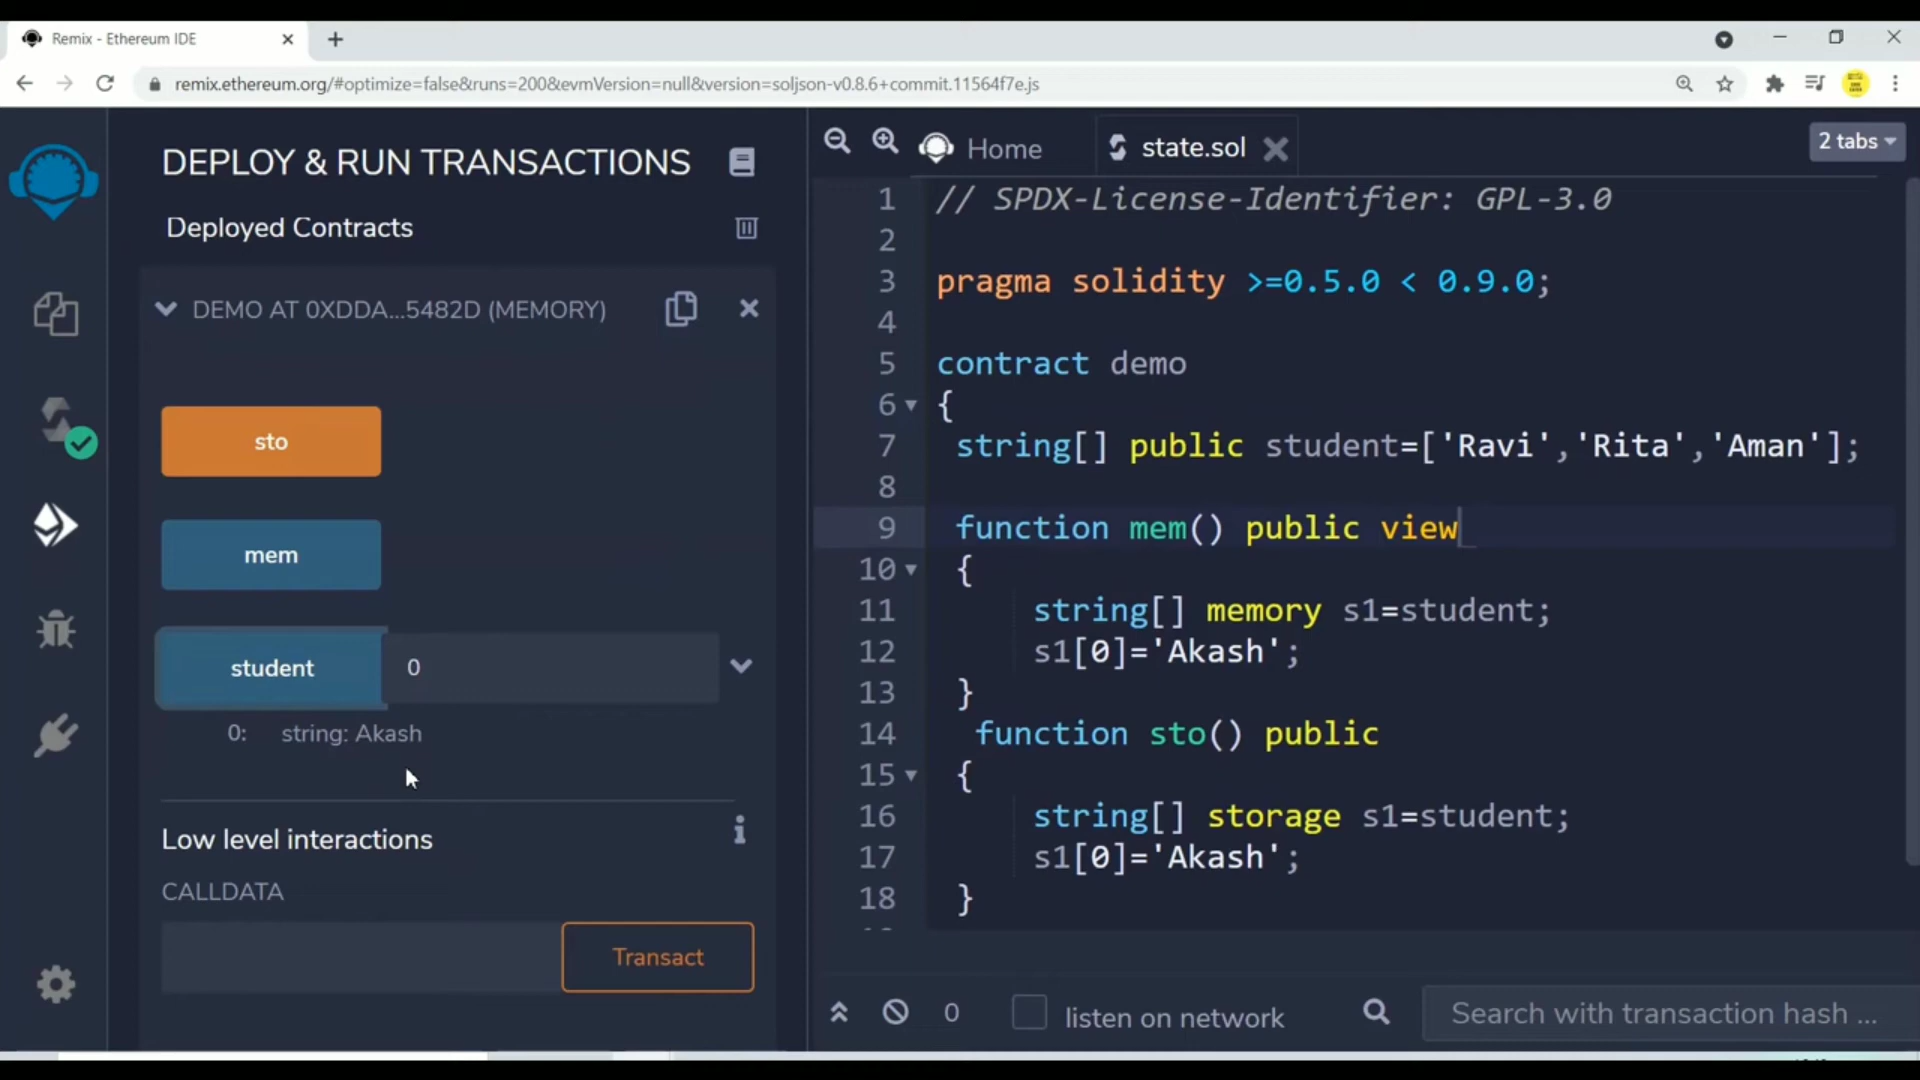 Remix - Ethereum IDE
remix.ethereum.org/#optimize=false&runs=200&evmVersion=null&version=soljson-v0.8.6+commit.11564f7e.js
DEPLOY & RUN TRANSACTIONS
Deployed Contracts
DEMO AT 0XDDA...5482D (MEMORY)
sto
mem
student 0
0: string: Akash
Low level interactions
i
CALLDATA
Transact
Home
state.sol
2 tabs
1 // SPDX-License-Identifier: GPL-3.0
2
3 pragma solidity >=0.5.0 < 0.9.0;
4
5 contract demo
6 {
7 string[] public student=['Ravi','Rita','Aman'];
8
9 function mem() public view
10 {
11 string[] memory s1=student;
12 s1[0]='Akash';
13 }
14 function sto() public
15 {
16 string[] storage s1=student;
17 s1[0]='Akash';
18 }
0
listen on network
Search with transaction hash ...